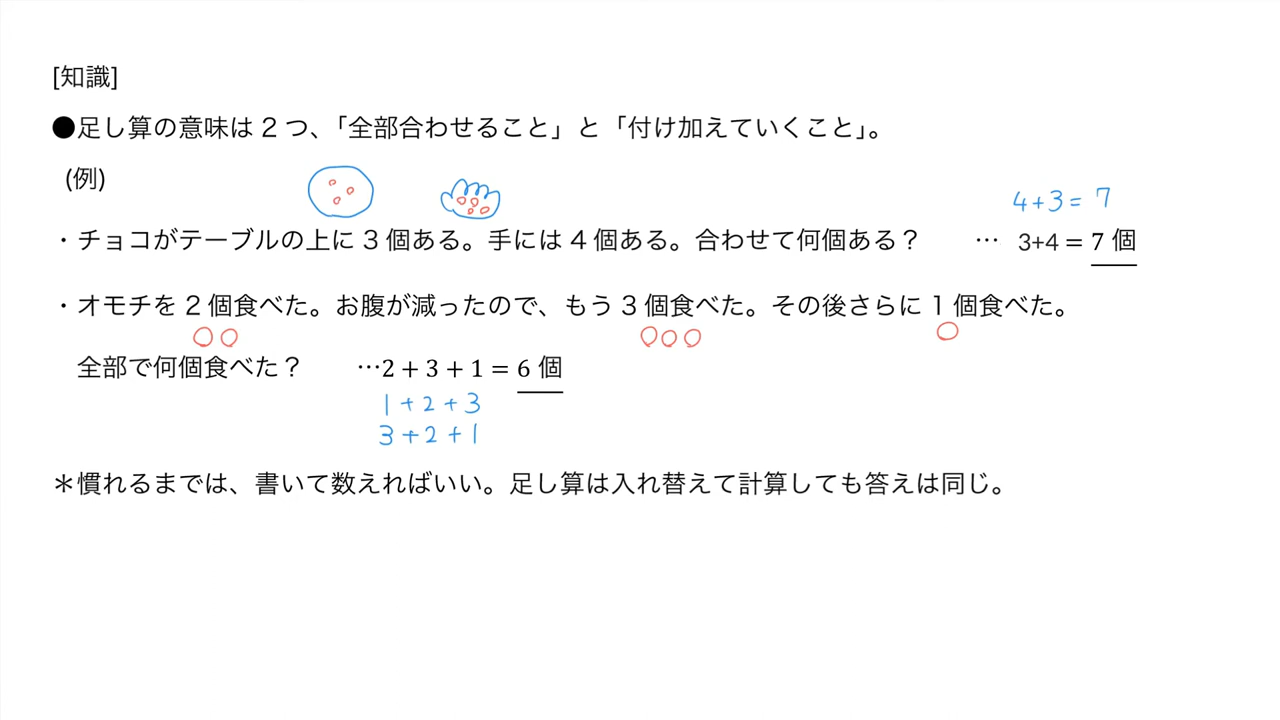 [知識]
●足し算の意味は2つ、「全部合わせること」と「付け加えていくこと」。
(例)
4+3= 7
・チョコがテーブルの上に3個ある。手には4個ある。合わせて何個ある？ … 3+4＝7個
・オモチを2個食べた。お腹が減ったので、もう3個食べた。その後さらに1個食べた。
全部で何個食べた？ …2 + 3 + 1 = 6 個
1+2+3
3+2+1
＊慣れるまでは、書いて数えればいい。足し算は入れ替えて計算しても答えは同じ。